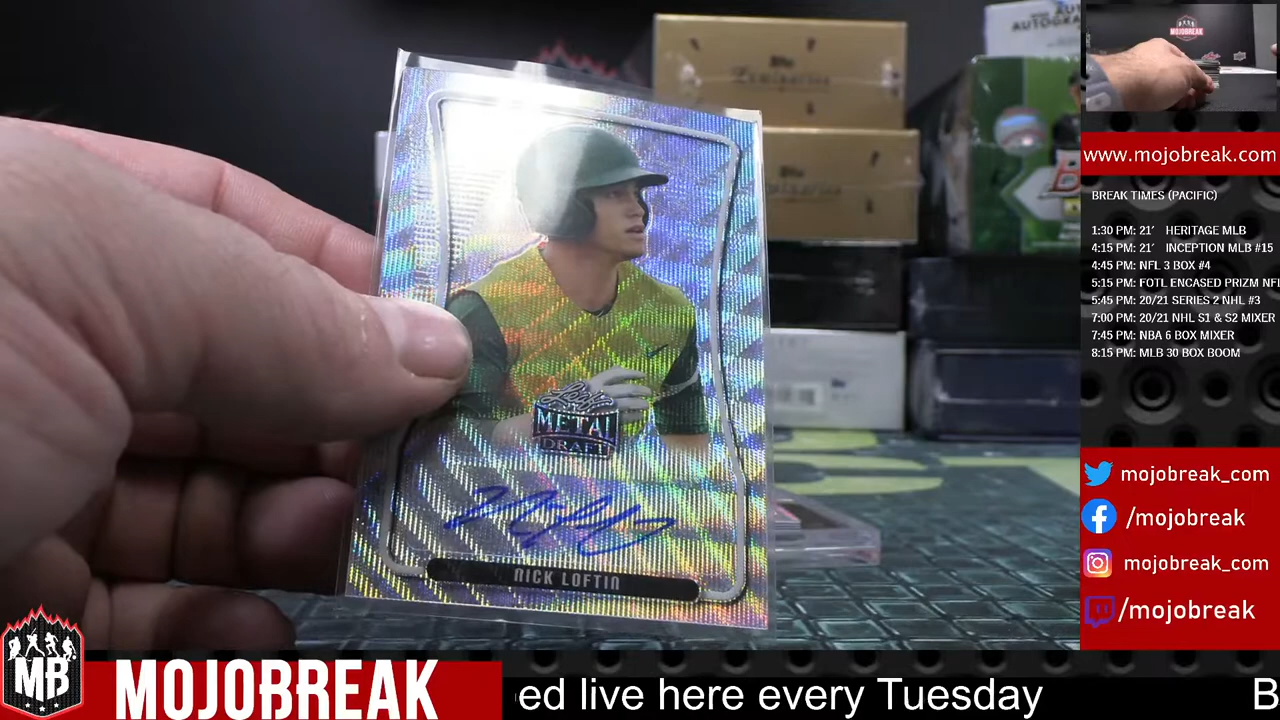 AUTOGRA
Leaf
METAL
DRAFT
NICK LOFTIN
MOJOBREAK
www.mojobreak.com
BREAK TIMES (PACIFIC)
1:30 PM: 21' HERITAGE MLB
4:15 PM: 21' INCEPTION MLB #15
4:45 PM: NFL 3 BOX #4
5:15 PM: FOTL ENCASED PRIZM NFL
5:45 PM: 20/21 SERIES 2 NHL #3
7:00 PM: 20/21 NHL S1 & S2 MIXER
7:45 PM: NBA 6 BOX MIXER
8:15 PM: MLB 30 BOX BOOM
mojobreak_com
/mojobreak
mojobreak_com
/mojobreak
MB
MOJOBREAK
ed live here every Tuesday
B